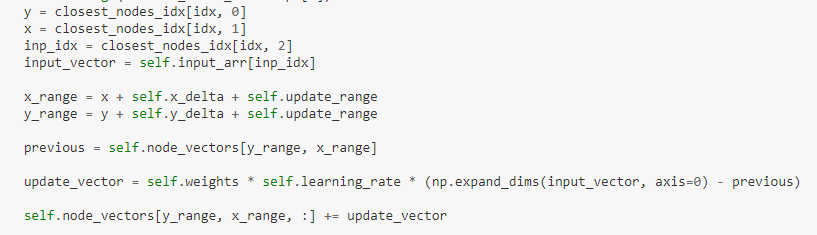 y = closest_nodes_idx[idx, 0]
x = closest_nodes_idx[idx, 1]
inp_idx = closest_nodes_idx[idx, 2]
input_vector = self.input_arr[inp_idx]
x_range = x + self.x_delta + self.update_range
y_range = y + self.y_delta + self.update_range
previous = self.node_vectors[y_range, x_range]
update_vector = self.weights * self.learning_rate * (np.expand_dims(input_vector, axis=0) - previous)
self.node_vectors[y_range, x_range, :] += update_vector